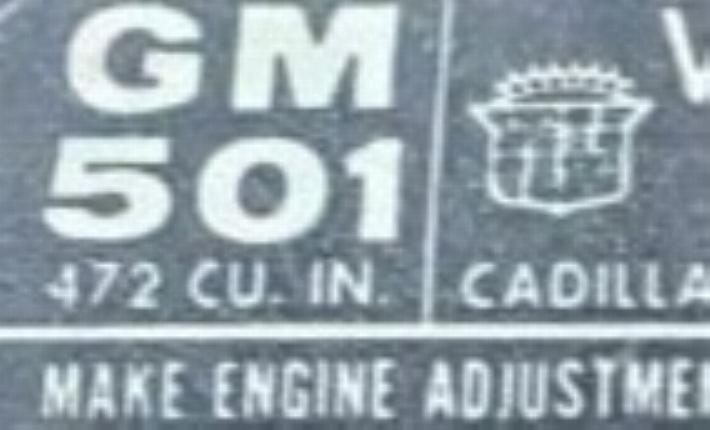 GM
501
472 CU. IN.
CADILLA
MAKE ENGINE ADJUSTME